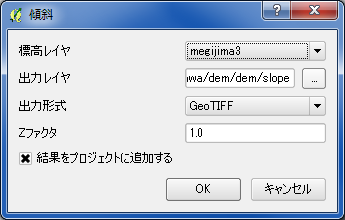 傾斜
標高レイヤ megijima3
出力レイヤ wa/dem/dem/slope ...
出力形式 GeoTIFF
Zファクタ 1.0
結果をプロジェクトに追加する
OK キャンセル